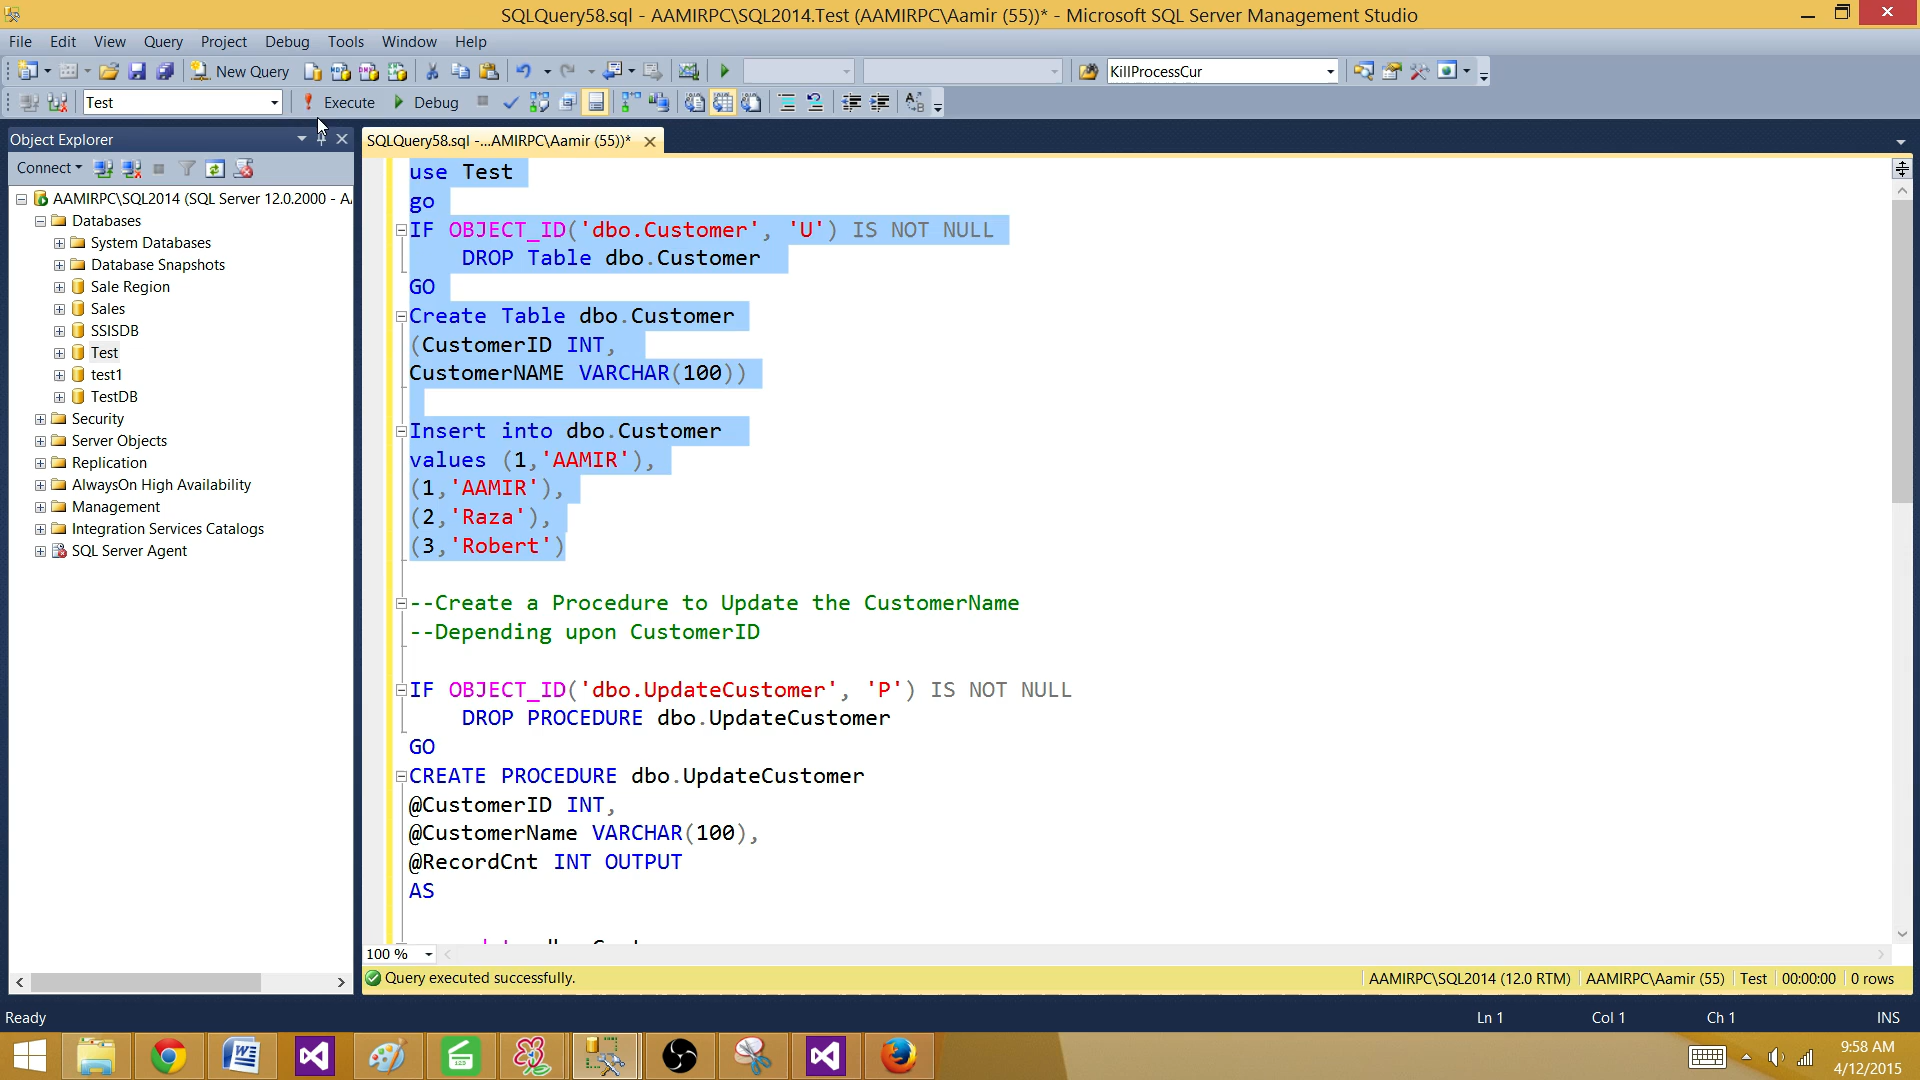 SQLQuery58.sql - AAMIRPC\SQL2014.Test (AAMIRPC\Aamir (55))* - Microsoft SQL Server Management Studio
File Edit View Query Project Debug Tools Window Help
New Query KillProcessCur
Test Execute Debug
Object Explorer
SQLQuery58.sql -...AMIRPC\Aamir (55))*
Connect
AAMIRPC\SQL2014 (SQL Server 12.0.2000 - A
Databases
System Databases
Database Snapshots
Sale Region
Sales
SSISDB
Test
test1
TestDB
Security
Server Objects
Replication
AlwaysOn High Availability
Management
Integration Services Catalogs
SQL Server Agent
use Test
go
IF OBJECT_ID('dbo.Customer', 'U') IS NOT NULL
DROP Table dbo.Customer
GO
Create Table dbo.Customer
(CustomerID INT,
CustomerNAME VARCHAR(100))
Insert into dbo.Customer
values (1,'AAMIR'),
(1,'AAMIR'),
(2,'Raza'),
(3,'Robert')
--Create a Procedure to Update the CustomerName
--Depending upon CustomerID
IF OBJECT_ID('dbo.UpdateCustomer', 'P') IS NOT NULL
DROP PROCEDURE dbo.UpdateCustomer
GO
CREATE PROCEDURE dbo.UpdateCustomer
@CustomerID INT,
@CustomerName VARCHAR(100),
@RecordCnt INT OUTPUT
AS
100 %
Query executed successfully. AAMIRPC\SQL2014 (12.0 RTM) AAMIRPC\Aamir (55) Test 00:00:00 0 rows
Ready Ln 1 Col 1 Ch 1 INS
9:58 AM
4/12/2015